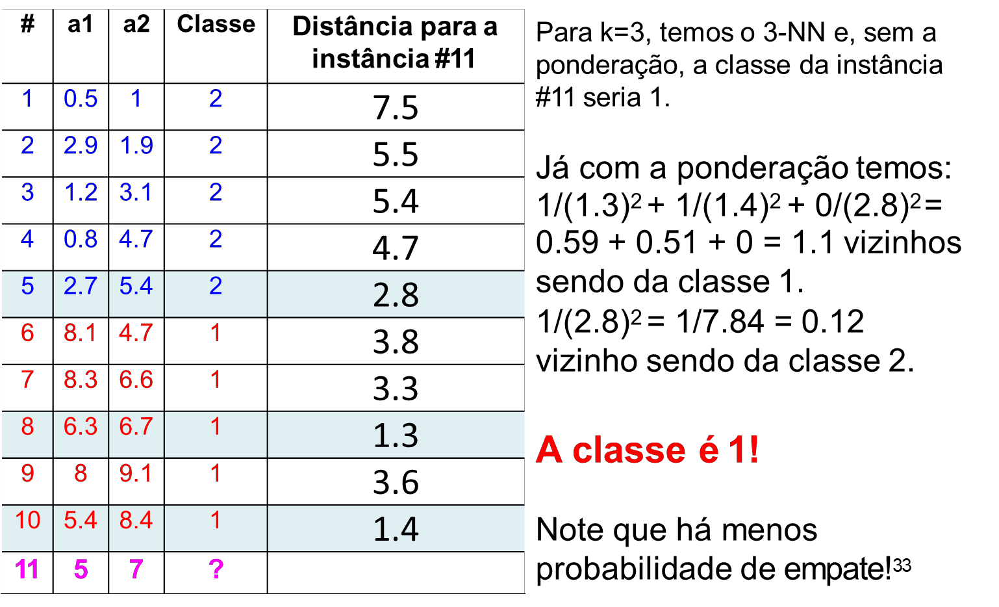 # a1 a2 Classe Distância para a instância #11
1 0.5 1 2 7.5
2 2.9 1.9 2 5.5
3 1.2 3.1 2 5.4
4 0.8 4.7 2 4.7
5 2.7 5.4 2 2.8
6 8.1 4.7 1 3.8
7 8.3 6.6 1 3.3
8 6.3 6.7 1 1.3
9 8 9.1 1 3.6
10 5.4 8.4 1 1.4
11 5 7 ?
Para k=3, temos o 3-NN e, sem a
ponderação, a classe da instância
#11 seria 1.
Já com a ponderação temos:
1/(1.3)² + 1/(1.4)² + 0/(2.8)² =
0.59 + 0.51 + 0 = 1.1 vizinhos
sendo da classe 1.
1/(2.8)² = 1/7.84 = 0.12
vizinho sendo da classe 2.
A classe é 1!
Note que há menos
probabilidade de empate!33